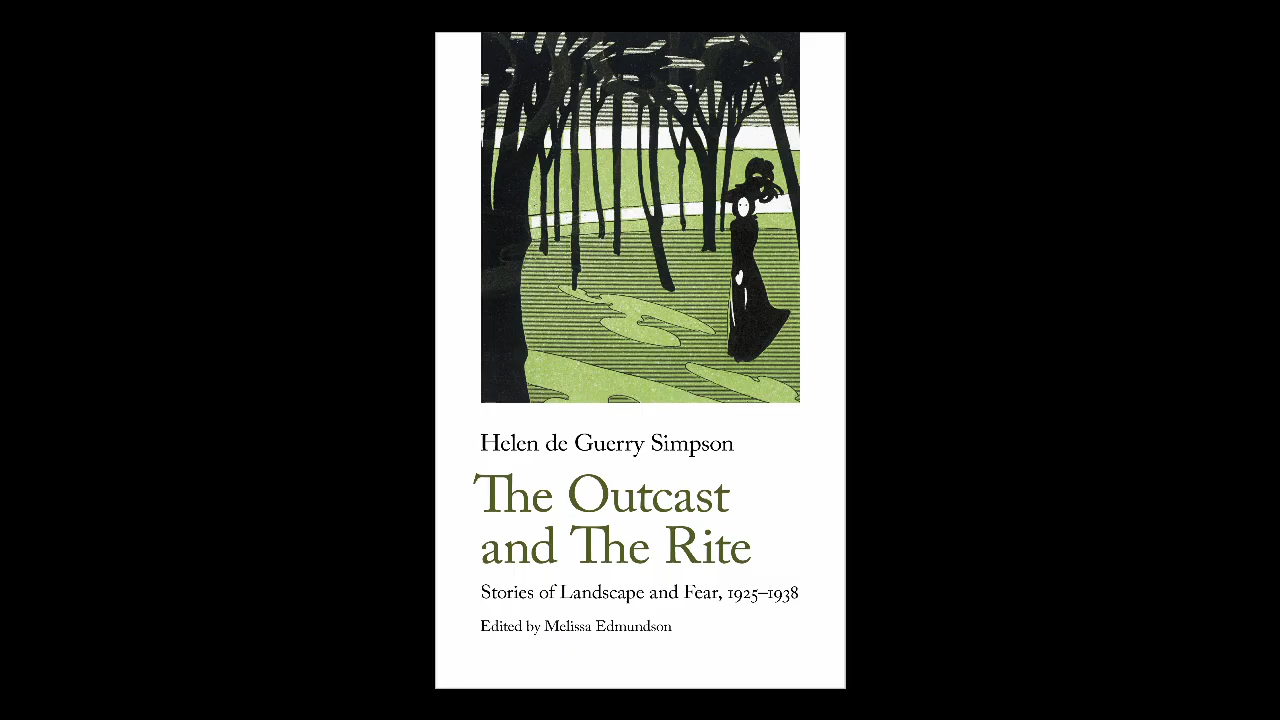 Helen de Guerry Simpson
The Outcast
and The Rite
Stories of Landscape and Fear, 1925–1938
Edited by Melissa Edmundson